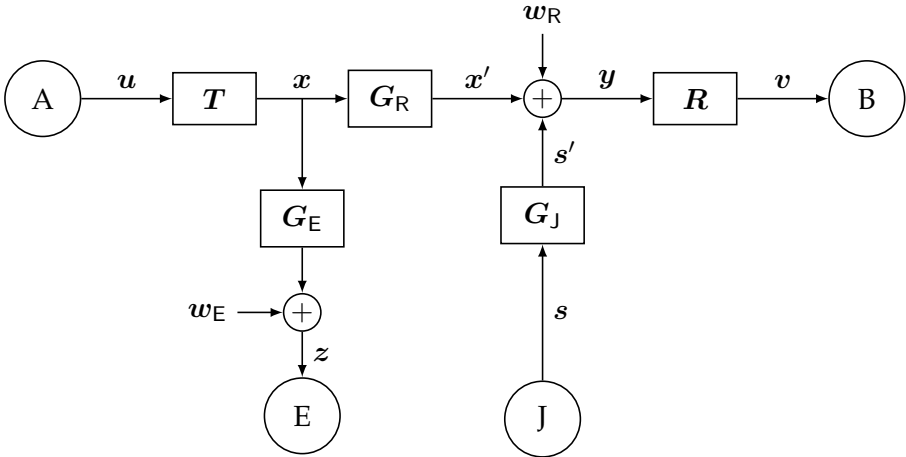 w_R
A u T x G_R x' + y R v B
s'
G_E G_J
w_E + s
z
E J